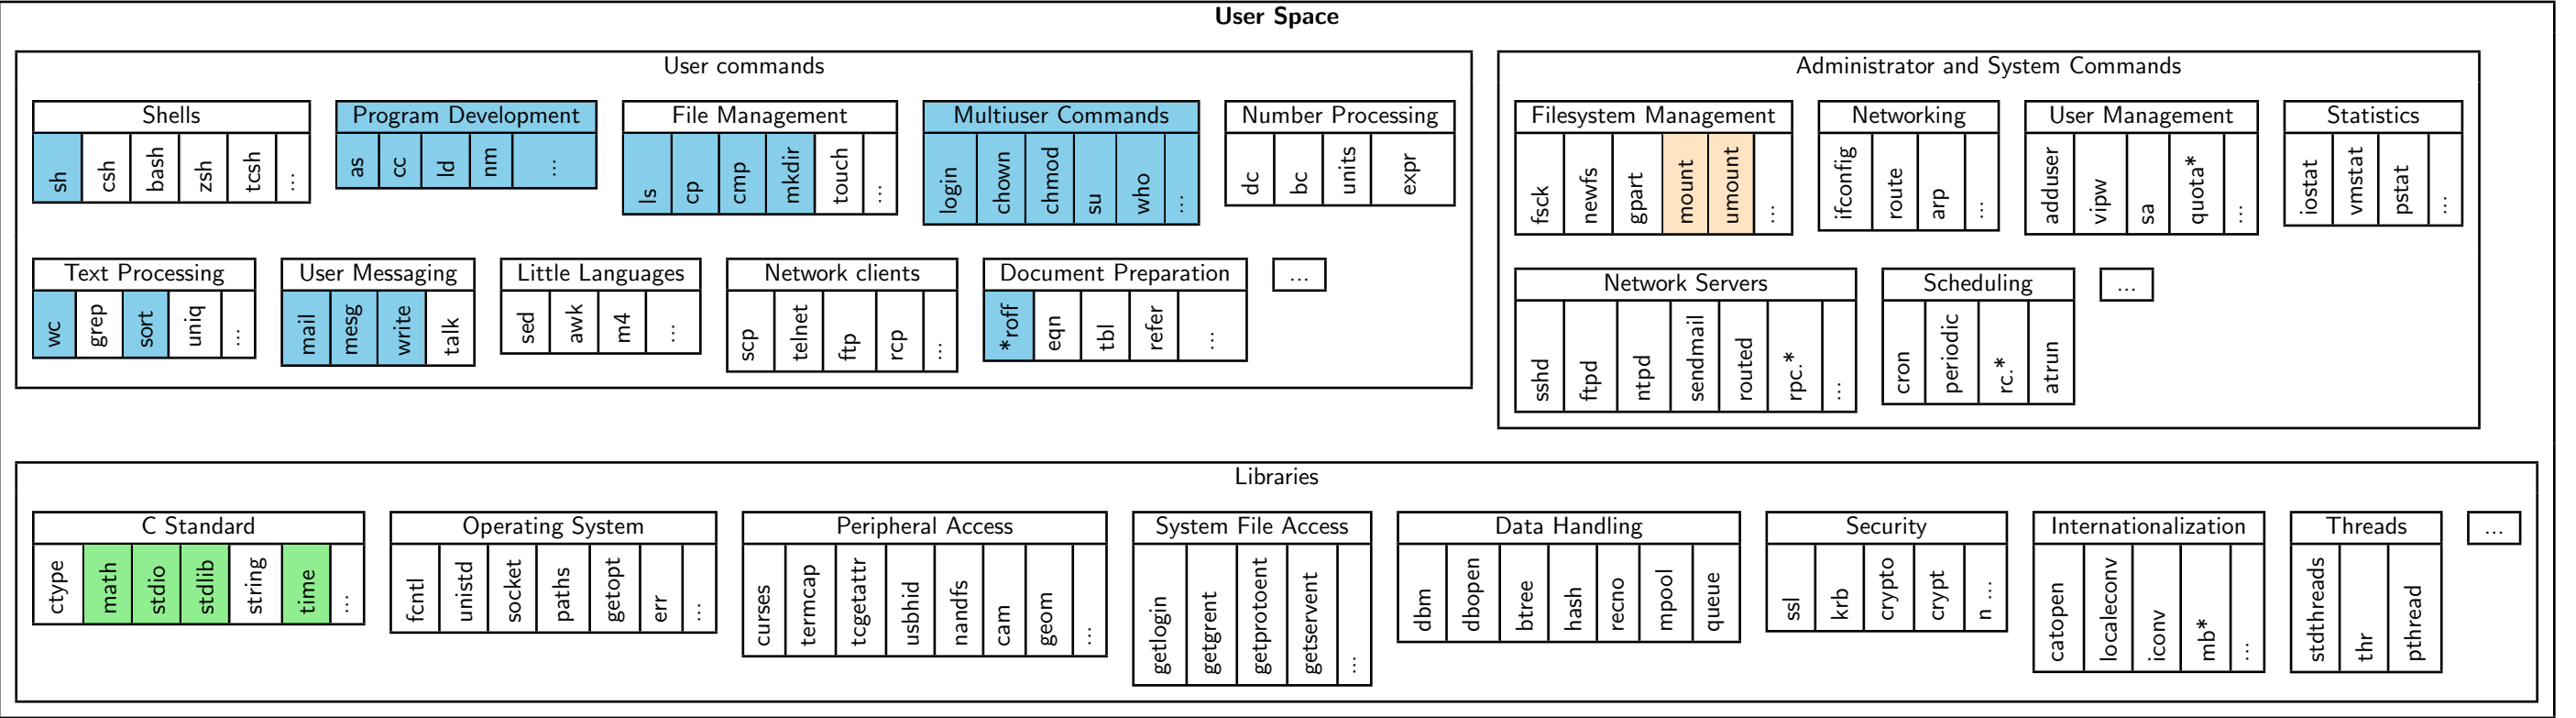 User Space
User commands
Shells
sh csh bash zsh tcsh ...
Program Development
as cc ld nm ...
File Management
ls cp cmp mkdir touch ...
Multiuser Commands
login chown chmod su who ...
Number Processing
dc bc units expr
Text Processing
wc grep sort uniq ...
User Messaging
mail mesg write talk
Little Languages
sed awk m4 ...
Network clients
scp telnet ftp rcp ...
Document Preparation
*roff eqn tbl refer ...
...
Administrator and System Commands
Filesystem Management
fsck newfs gpart mount umount ...
Networking
ifconfig route arp ...
User Management
adduser vipw sa quota* ...
Statistics
iostat vmstat pstat ...
Network Servers
sshd ftpd ntpd sendmail routed rpc.* ...
Scheduling
cron periodic rc.* atrun
...
Libraries
C Standard
ctype math stdio stdlib string time ...
Operating System
fcntl unistd socket paths getopt err ...
Peripheral Access
curses termcap tcgetattr usbhid nandfs cam geom ...
System File Access
getlogin getgrent getprotoent getservent ...
Data Handling
dbm dbopen btree hash recno mpool queue
Security
ssl krb crypto crypt n ...
Internationalization
catopen localeconv iconv mb* ...
Threads
stdthreads thr pthread
...